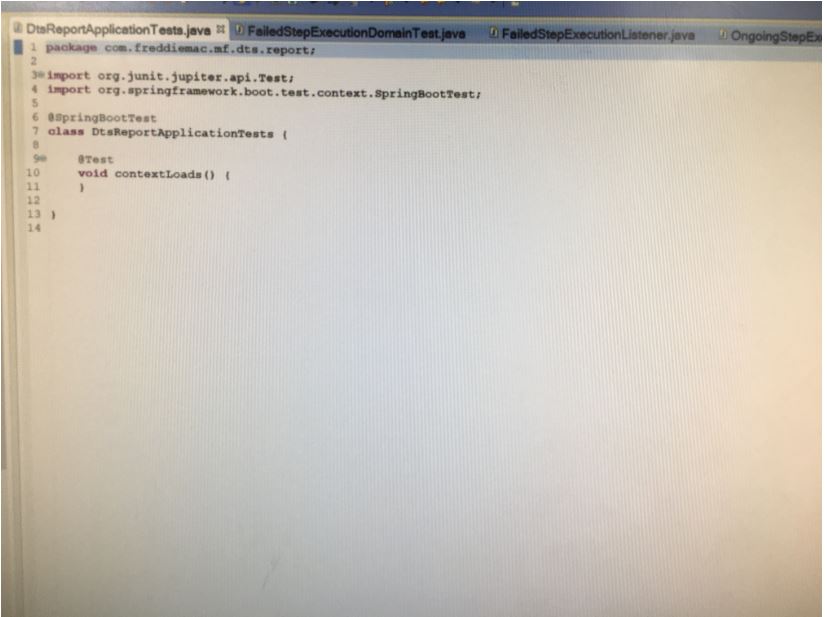 DtsReportApplicationTests.java FailedStepExecutionDomainTest.java FailedStepExecutionListener.java OngoingStepEx
1 package com.freddiemac.mf.dts.report;
2
3 import org.junit.jupiter.api.Test;
4 import org.springframework.boot.test.context.SpringBootTest;
5
6 @SpringBootTest
7 class DtsReportApplicationTests {
8
9 @Test
10 void contextLoads() {
11 }
12
13 }
14